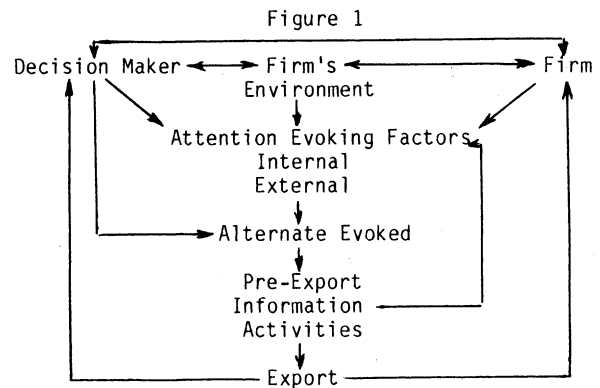 Figure 1
Decision Maker Firm's Firm
Environment
Attention Evoking Factors
Internal
External
Alternate Evoked
Pre-Export
Information
Activities
Export